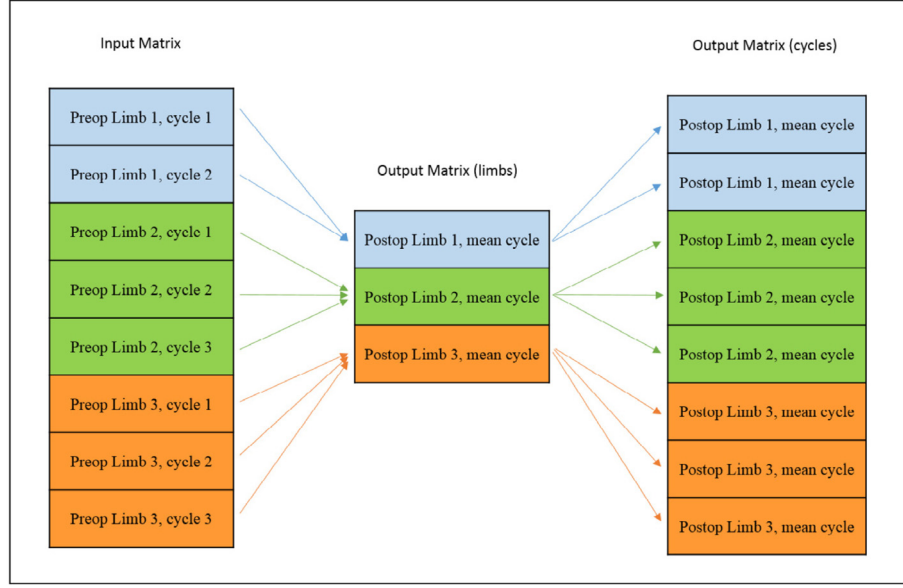 Input Matrix
Preop Limb 1, cycle 1
Preop Limb 1, cycle 2
Preop Limb 2, cycle 1
Preop Limb 2, cycle 2
Preop Limb 2, cycle 3
Preop Limb 3, cycle 1
Preop Limb 3, cycle 2
Preop Limb 3, cycle 3
Output Matrix (limbs)
Postop Limb 1, mean cycle
Postop Limb 2, mean cycle
Postop Limb 3, mean cycle
Output Matrix (cycles)
Postop Limb 1, mean cycle
Postop Limb 1, mean cycle
Postop Limb 2, mean cycle
Postop Limb 2, mean cycle
Postop Limb 2, mean cycle
Postop Limb 3, mean cycle
Postop Limb 3, mean cycle
Postop Limb 3, mean cycle